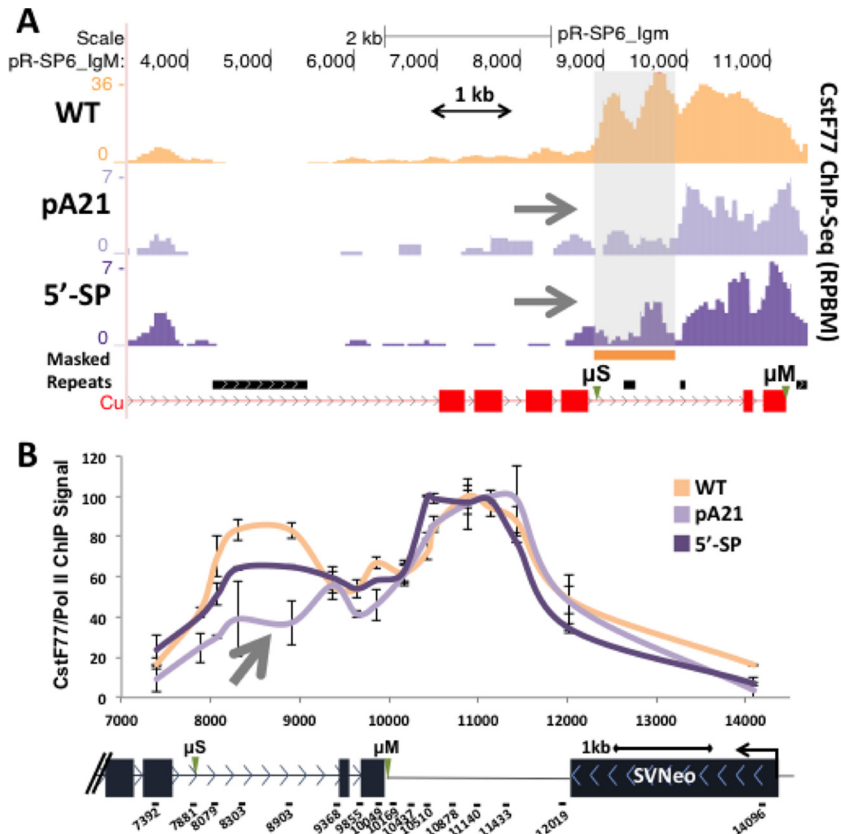 A
Scale
2 kb
pR-SP6_Igm
pR-SP6_IgM:
4,000
5,000
6,000
7,000
8,000
9,000
10,000
11,000
36
WT
0
1 kb
7
pA21
0
7
5'-SP
0
CstF77 ChIP-Seq (RPBM)
Masked
Repeats
µS
µM
Cu
B
CstF77/Pol II ChIP Signal
120
100
80
60
40
20
0
WT
pA21
5'-SP
7000
8000
9000
10000
11000
12000
13000
14000
µS
µM
1kb
SVNeo
7392
7881
8079
8303
8903
9368
9855
10049
10169
10437
10510
10878
11140
11433
12019
14096